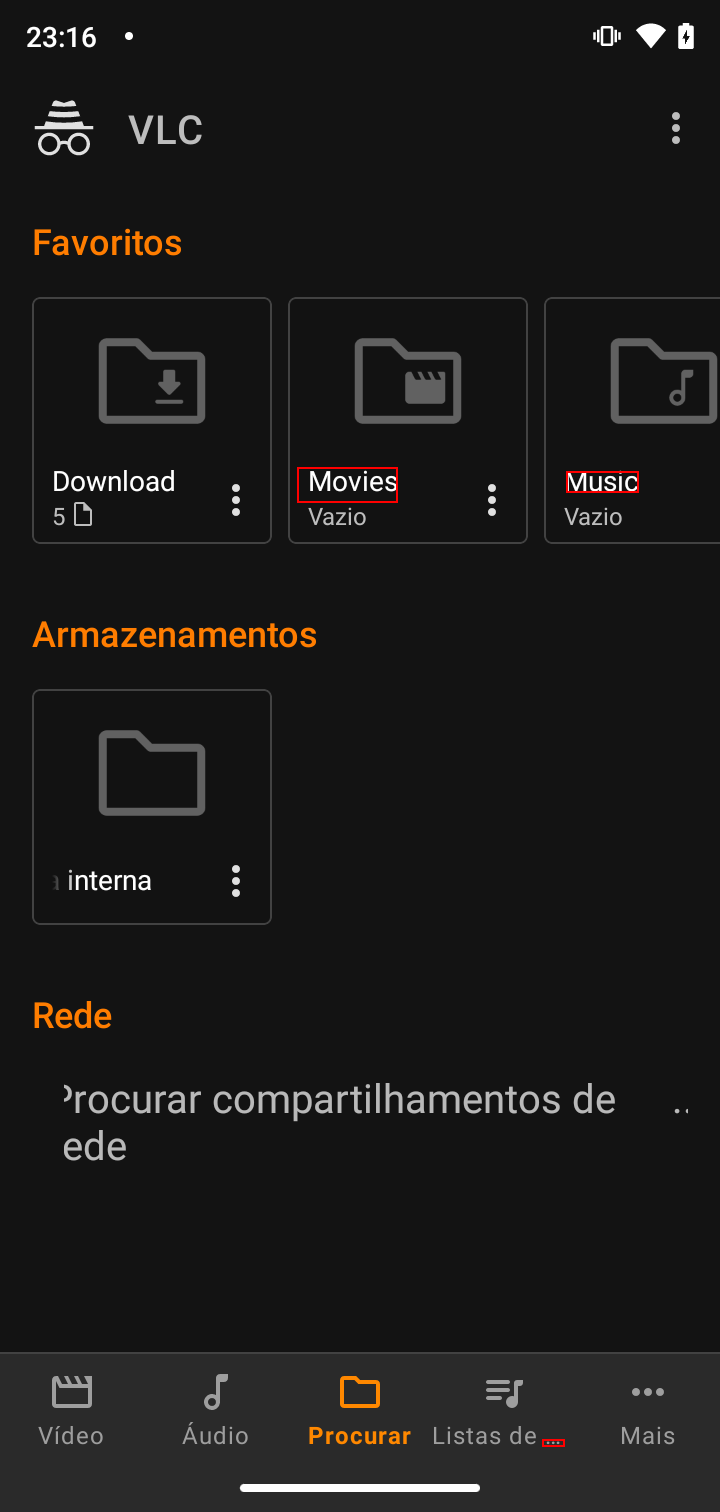 23:16
VLC
Favoritos
Download
5
Movies
Vazio
Music
Vazio
Armazenamentos
interna
Rede
Procurar compartilhamentos de ..
ede
Vídeo
Áudio
Procurar
Listas de ...
Mais